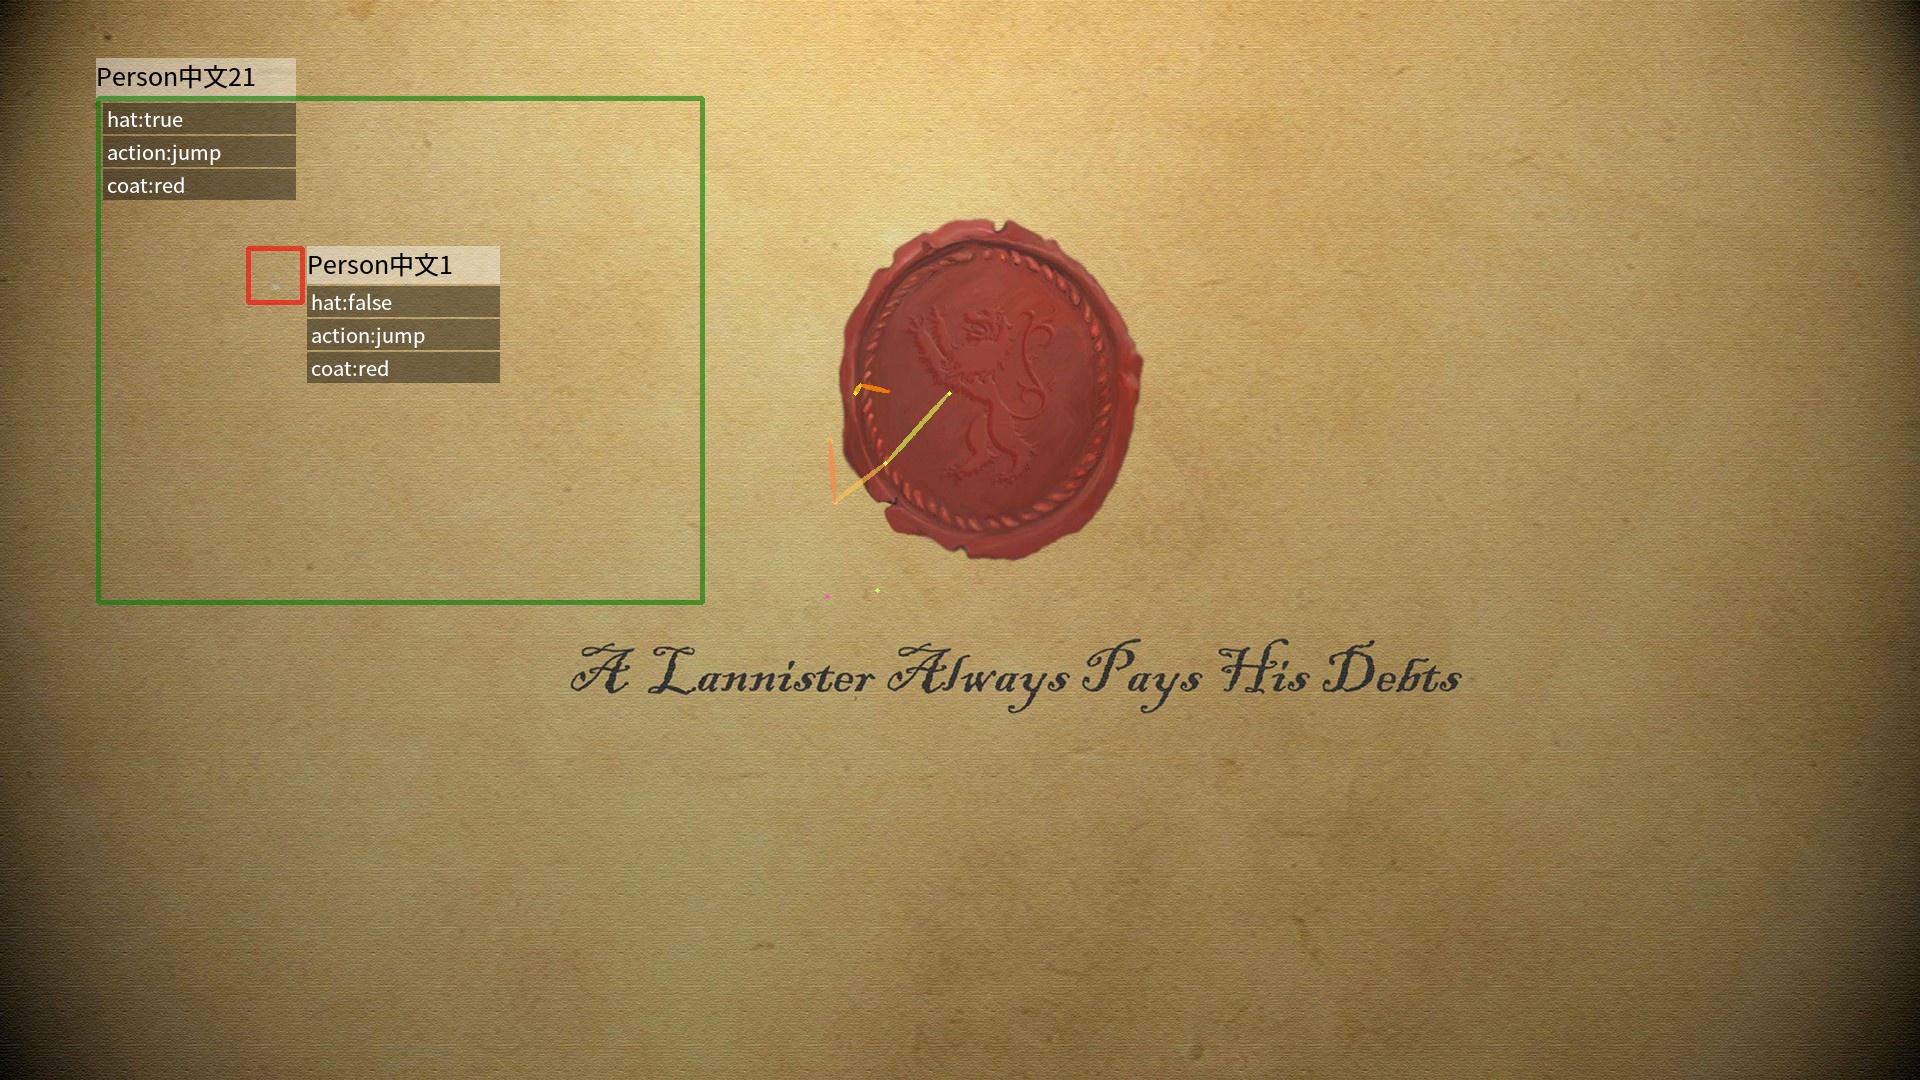 Person中文21
hat:true
action:jump
coat:red
Person中文1
hat:false
action:jump
coat:red
A Lannister Always Pays His Debts